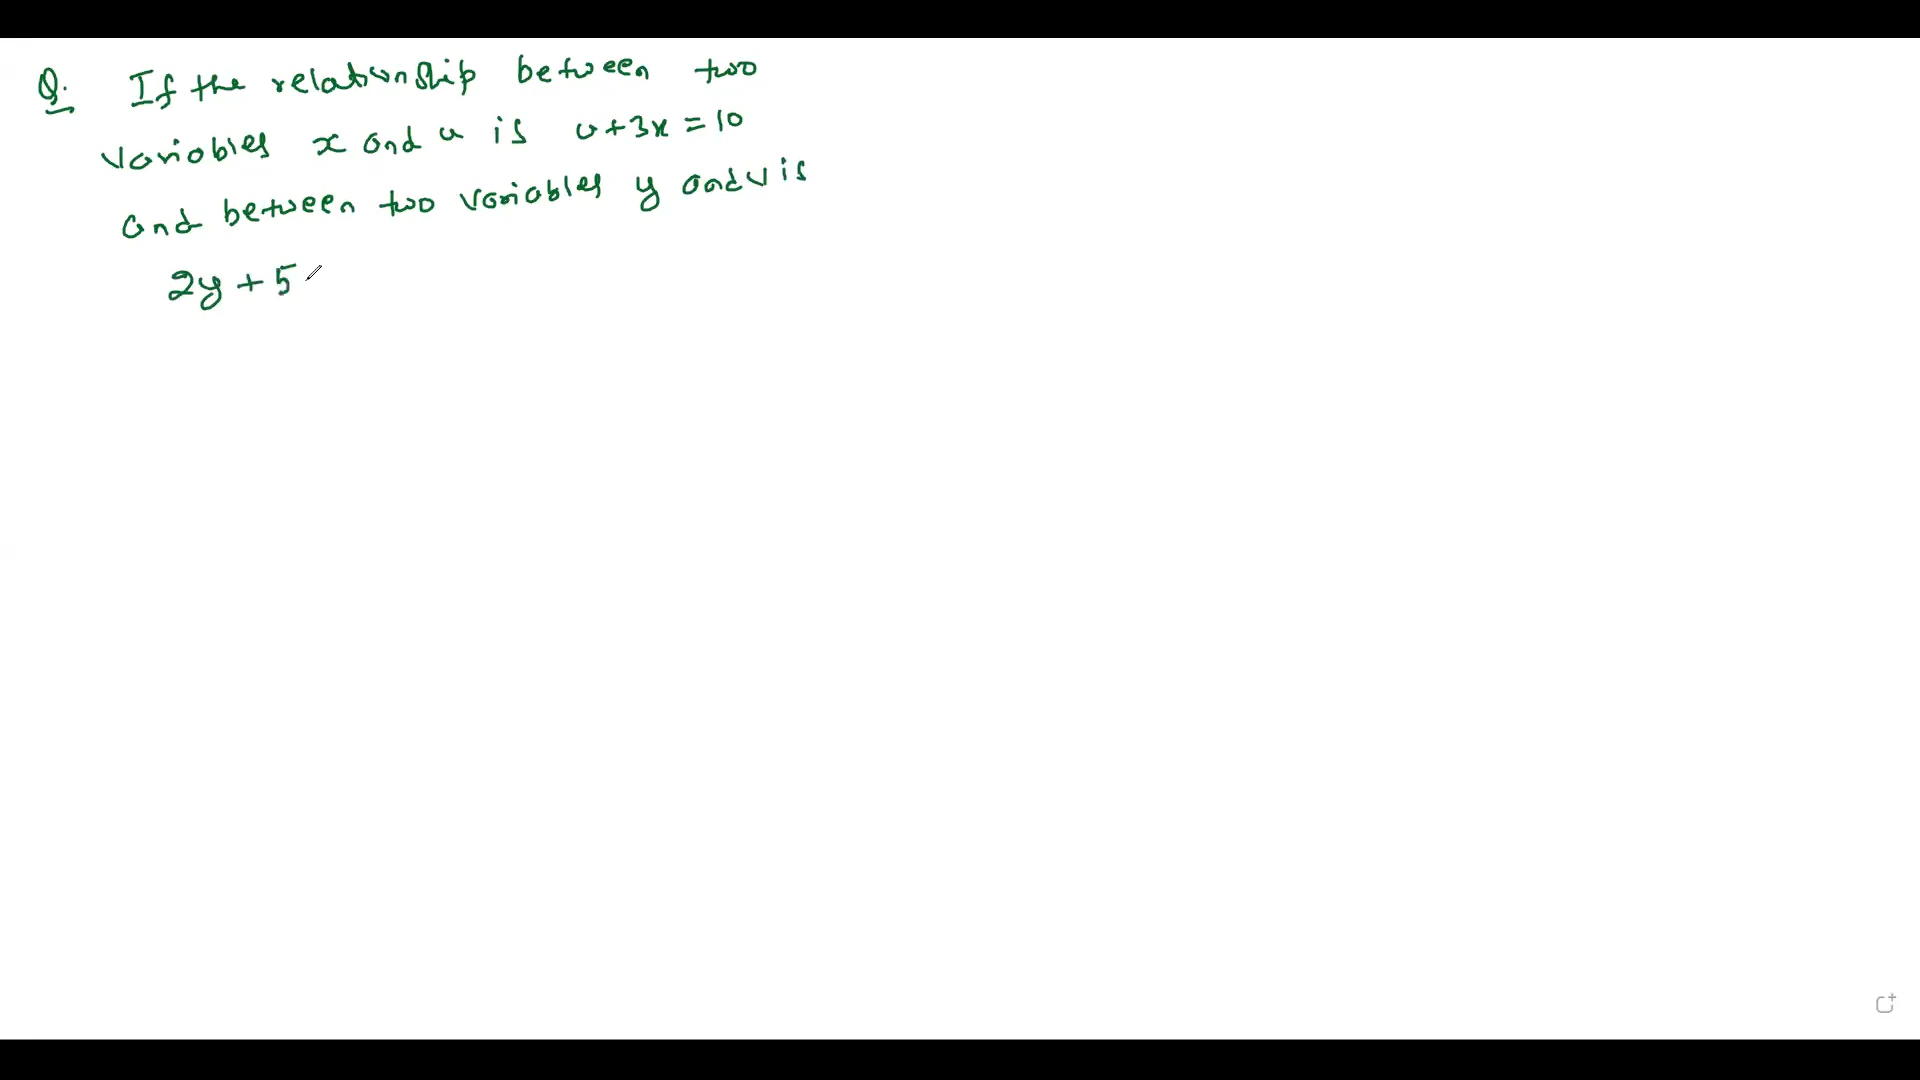 Q. If the relationship between two
variables x and u is u+3x=10
and between two variables y and v is
2y+5